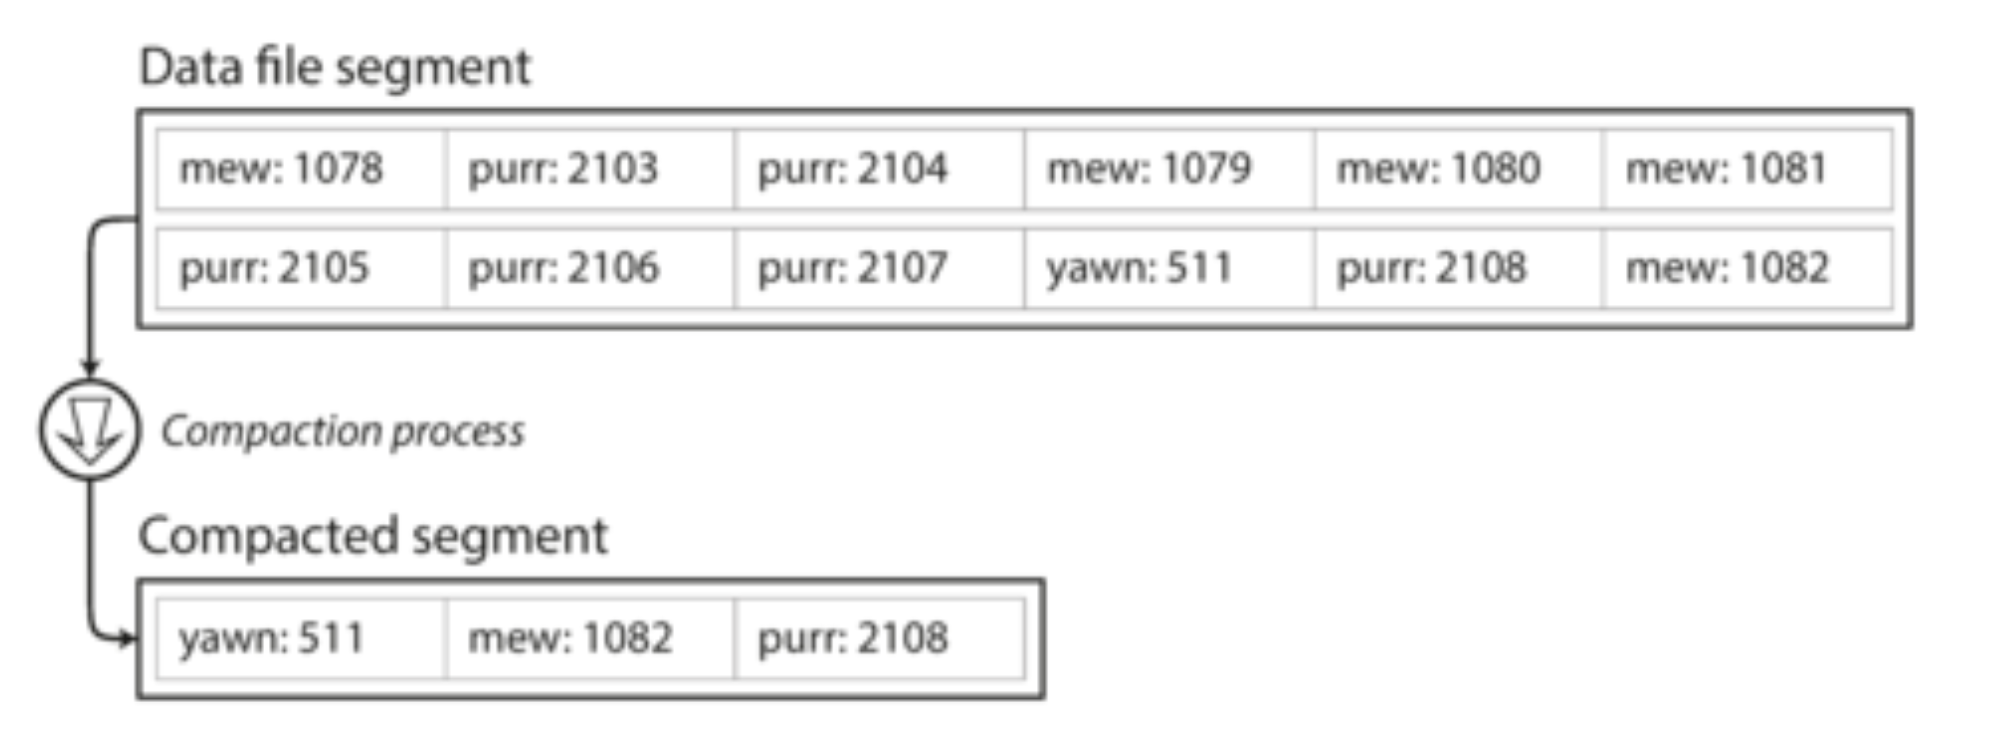 Data file segment
mew: 1078 purr: 2103 purr: 2104 mew: 1079 mew: 1080 mew: 1081
purr: 2105 purr: 2106 purr: 2107 yawn: 511 purr: 2108 mew: 1082
Compaction process
Compacted segment
yawn: 511 mew: 1082 purr: 2108